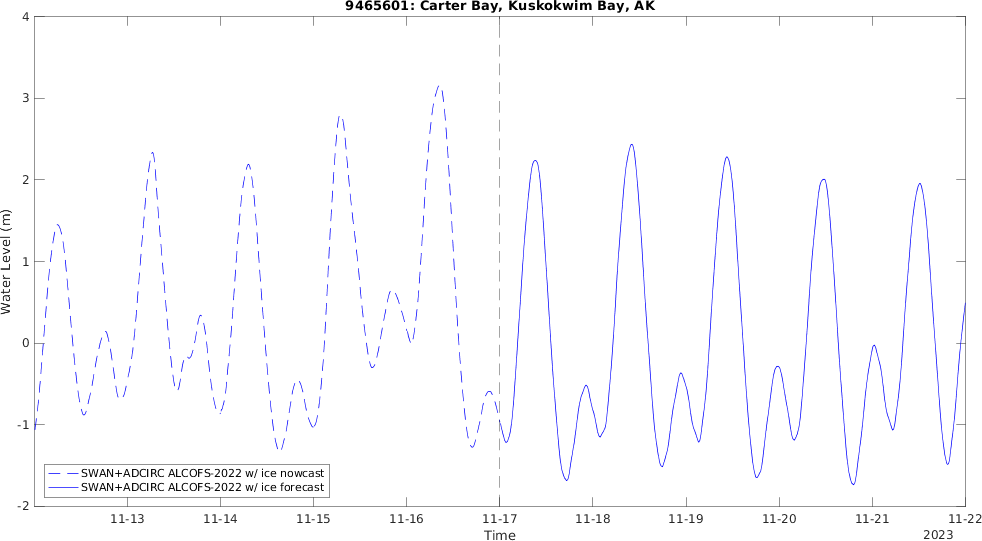 9465601: Carter Bay, Kuskokwim Bay, AK
4
3
2
1
0
-1
-2
Water Level (m)
SWAN+ADCIRC ALCOFS-2022 w/ ice nowcast
SWAN+ADCIRC ALCOFS-2022 w/ ice forecast
11-13 11-14 11-15 11-16 11-17 11-18 11-19 11-20 11-21 11-22
Time
2023